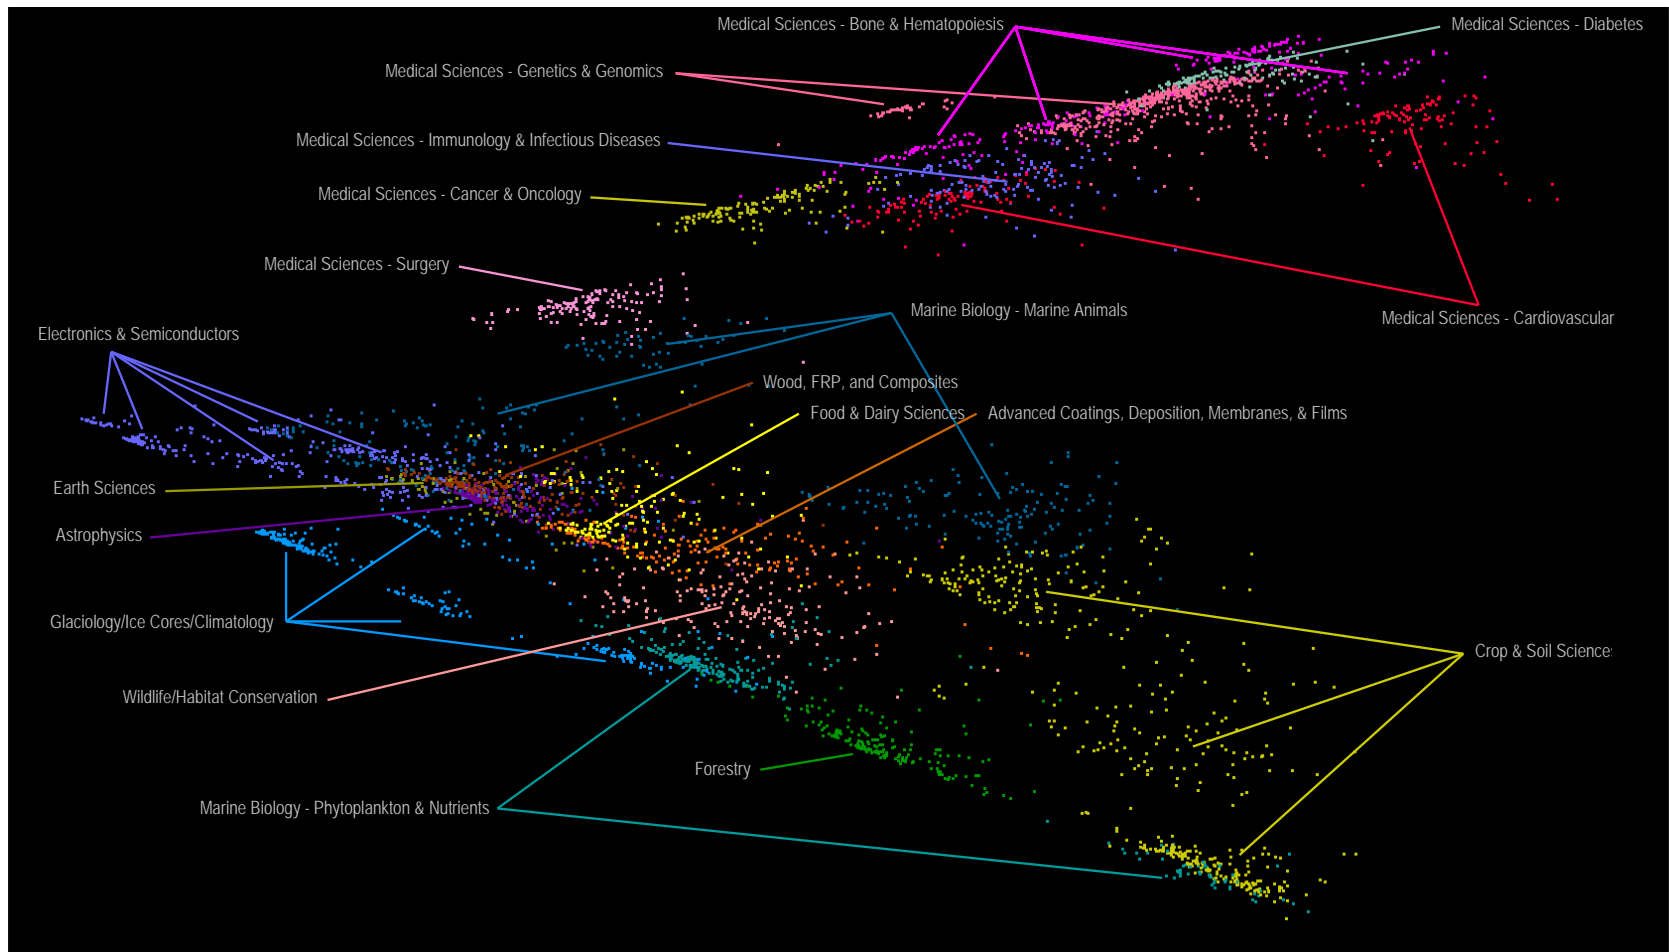 Medical Sciences - Bone & Hematopoiesis
Medical Sciences - Diabetes
Medical Sciences - Genetics & Genomics
Medical Sciences - Immunology & Infectious Diseases
Medical Sciences - Cancer & Oncology
Medical Sciences - Surgery
Marine Biology - Marine Animals
Medical Sciences - Cardiovascular
Electronics & Semiconductors
Wood, FRP, and Composites
Food & Dairy Sciences
Advanced Coatings, Deposition, Membranes, & Films
Earth Sciences
Astrophysics
Glaciology/Ice Cores/Climatology
Crop & Soil Sciences
Wildlife/Habitat Conservation
Forestry
Marine Biology - Phytoplankton & Nutrients